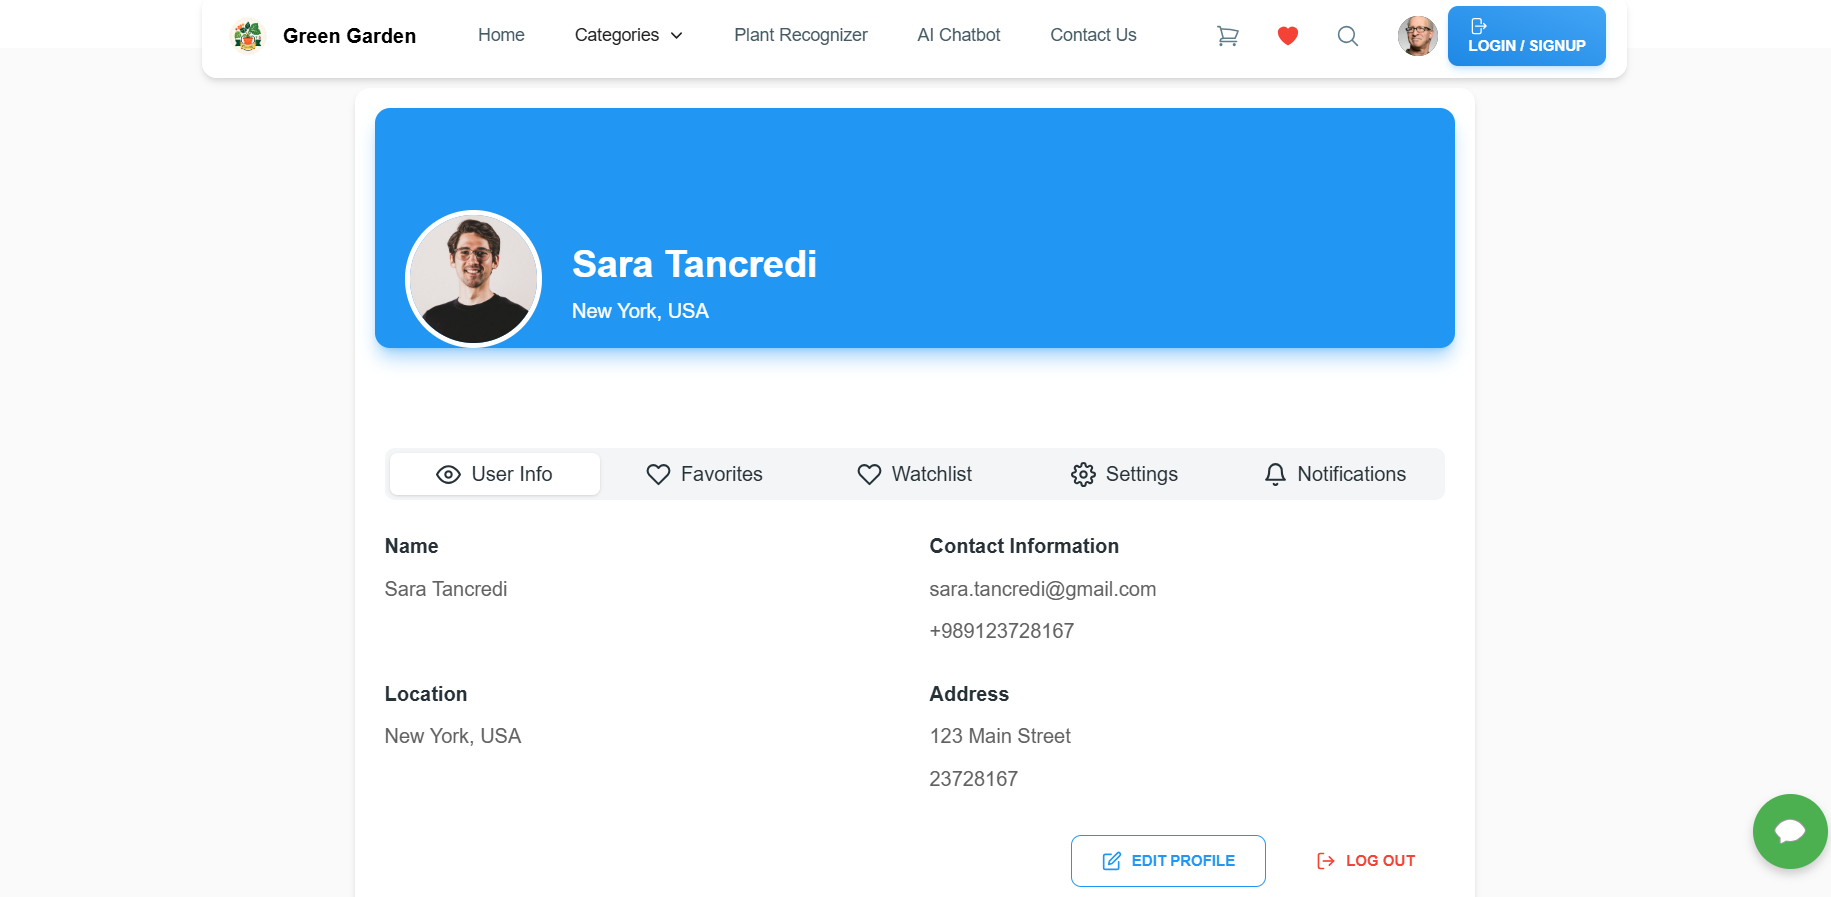 Green Garden
Home
Categories
Plant Recognizer
AI Chatbot
Contact Us
LOGIN / SIGNUP
Sara Tancredi
New York, USA
User Info
Favorites
Watchlist
Settings
Notifications
Name
Sara Tancredi
Contact Information
sara.tancredi@gmail.com
+989123728167
Location
New York, USA
Address
123 Main Street
23728167
EDIT PROFILE
LOG OUT